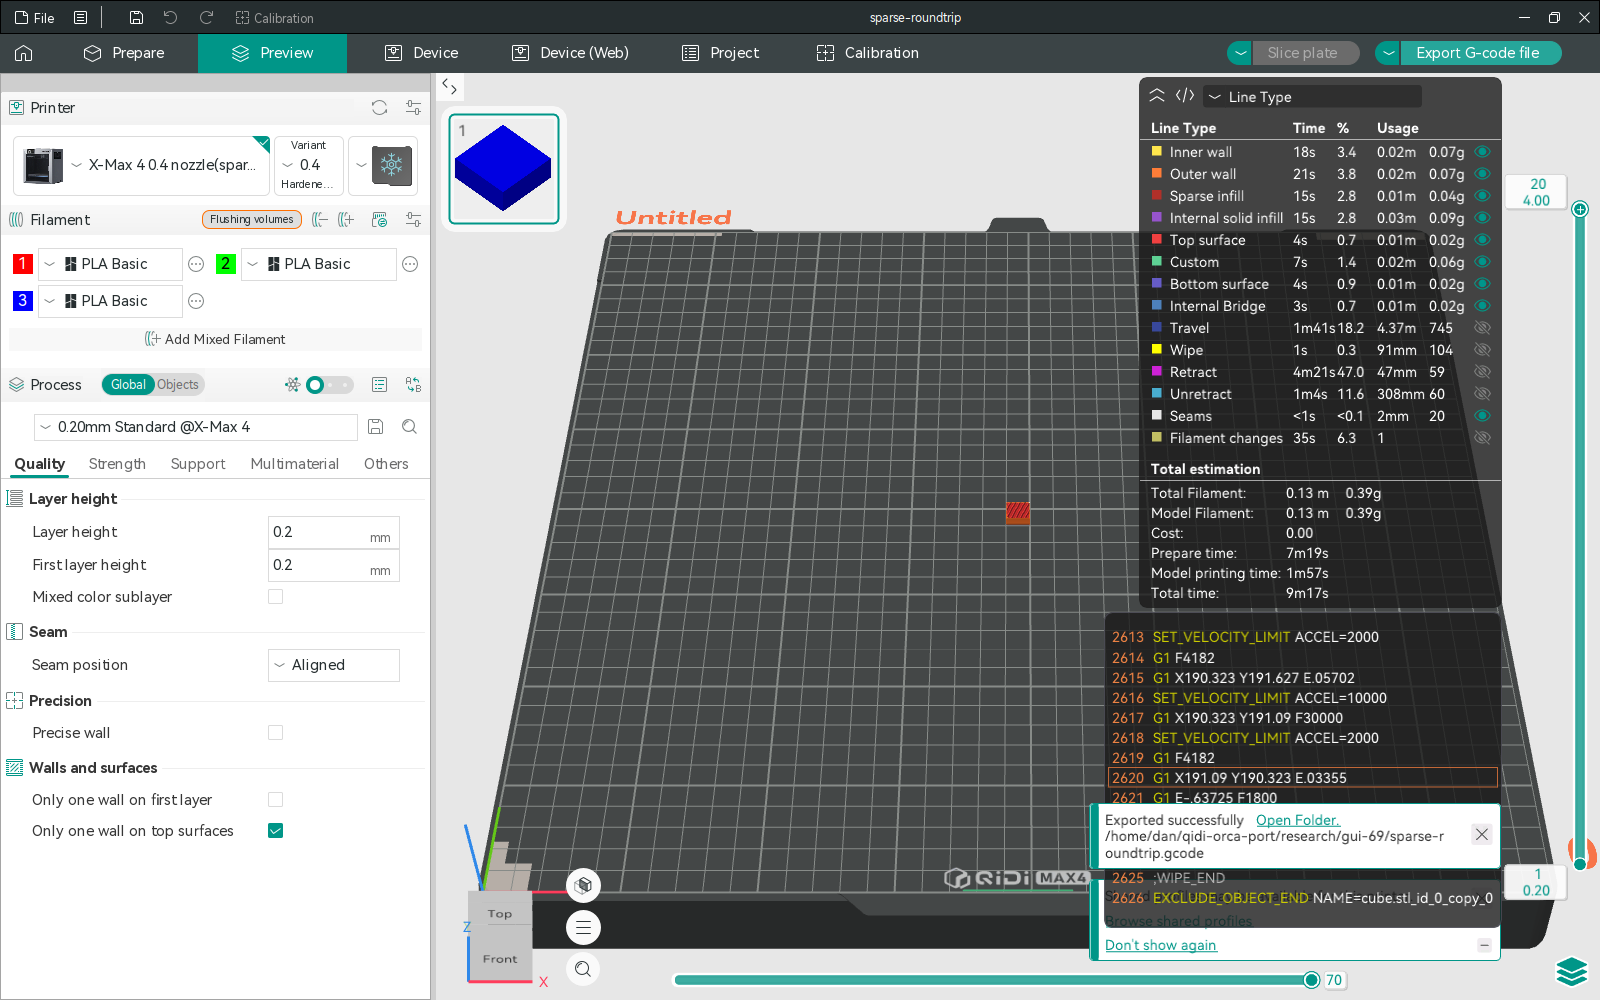 File
Calibration
sparse-roundtrip
Prepare
Preview
Device
Device (Web)
Project
Calibration
Slice plate
Export G-code file
Printer
X-Max 4 0.4 nozzle(spar...
Variant
0.4
Hardene...
Filament
Flushing volumes
1 PLA Basic
2 PLA Basic
3 PLA Basic
Add Mixed Filament
Process
Global Objects
0.20mm Standard @X-Max 4
Quality Strength Support Multimaterial Others
Layer height
Layer height 0.2 mm
First layer height 0.2 mm
Mixed color sublayer
Seam
Seam position Aligned
Precision
Precise wall
Walls and surfaces
Only one wall on first layer
Only one wall on top surfaces
1
Untitled
Line Type
Line Type Time % Usage
Inner wall 18s 3.4 0.02m 0.07g
Outer wall 21s 3.8 0.02m 0.07g
Sparse infill 15s 2.8 0.01m 0.04g
Internal solid infill 15s 2.8 0.03m 0.09g
Top surface 4s 0.7 0.01m 0.02g
Custom 7s 1.4 0.02m 0.06g
Bottom surface 4s 0.9 0.01m 0.02g
Internal Bridge 3s 0.7 0.01m 0.02g
Travel 1m41s 18.2 4.37m 745
Wipe 1s 0.3 91mm 104
Retract 4m21s 47.0 47mm 59
Unretract 1m4s 11.6 308mm 60
Seams <1s <0.1 2mm 20
Filament changes 35s 6.3 1
Total estimation
Total Filament: 0.13 m 0.39g
Model Filament: 0.13 m 0.39g
Cost: 0.00
Prepare time: 7m19s
Model printing time: 1m57s
Total time: 9m17s
20
4.00
2613 SET_VELOCITY_LIMIT ACCEL=2000
2614 G1 F4182
2615 G1 X190.323 Y191.627 E.05702
2616 SET_VELOCITY_LIMIT ACCEL=10000
2617 G1 X190.323 Y191.09 F30000
2618 SET_VELOCITY_LIMIT ACCEL=2000
2619 G1 F4182
2620 G1 X191.09 Y190.323 E.03355
2621 G1 E-.63725 F1800
Exported successfully Open Folder.
/home/dan/qidi-orca-port/research/gui-69/sparse-r
oundtrip.gcode
2625 ;WIPE_END
2626 EXCLUDE_OBJECT_END NAME=cube.stl_id_0_copy_0
Browse shared profiles
Don't show again
1
0.20
QIDI MAX4
Top
Front
Z
X
70